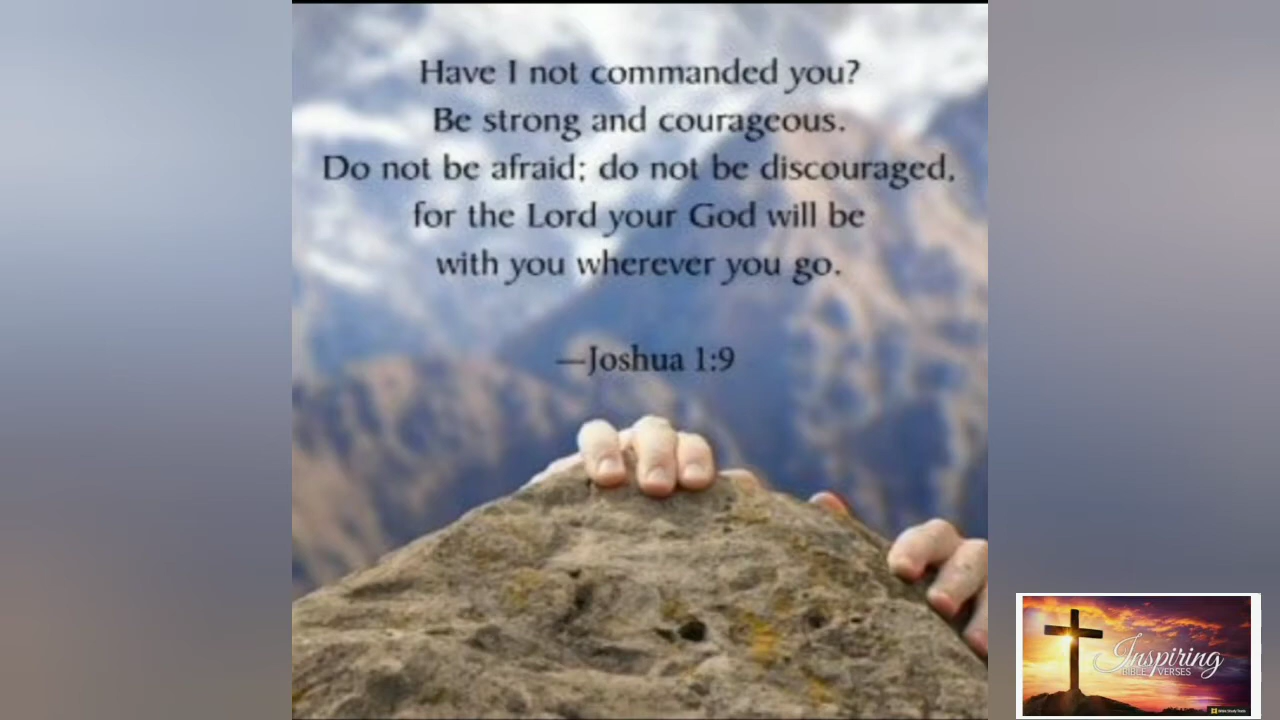 Have I not commanded you?
Be strong and courageous.
Do not be afraid; do not be discouraged,
for the Lord your God will be
with you wherever you go.
—Joshua 1:9
Inspiring
BIBLE VERSES